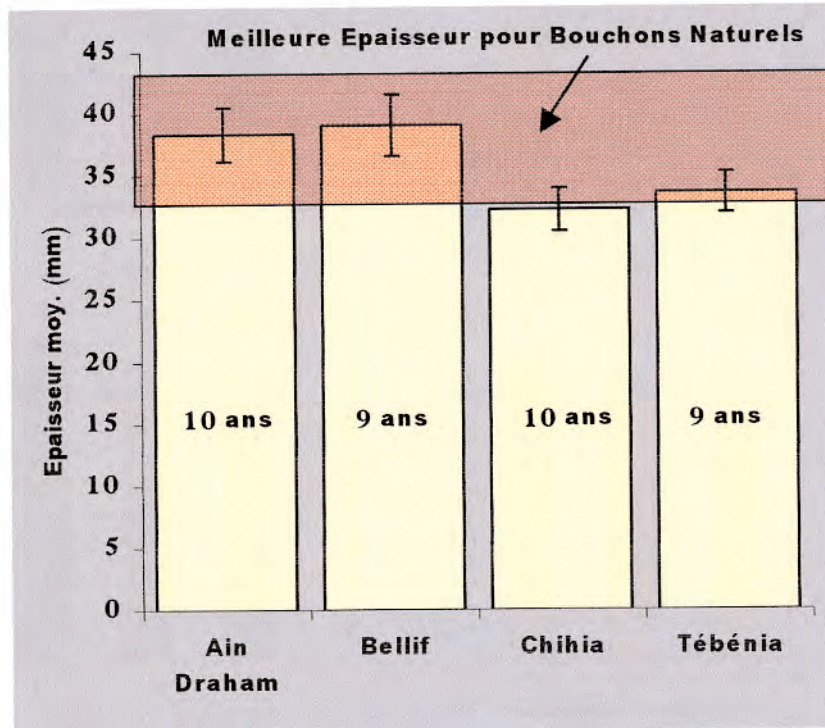 Meilleure Epaisseur pour Bouchons Naturels
Epaisseur moy. (mm)
45
40
35
30
25
20
15
10
5
0
10 ans
9 ans
10 ans
9 ans
Ain
Draham
Bellif
Chihia
Tébénia